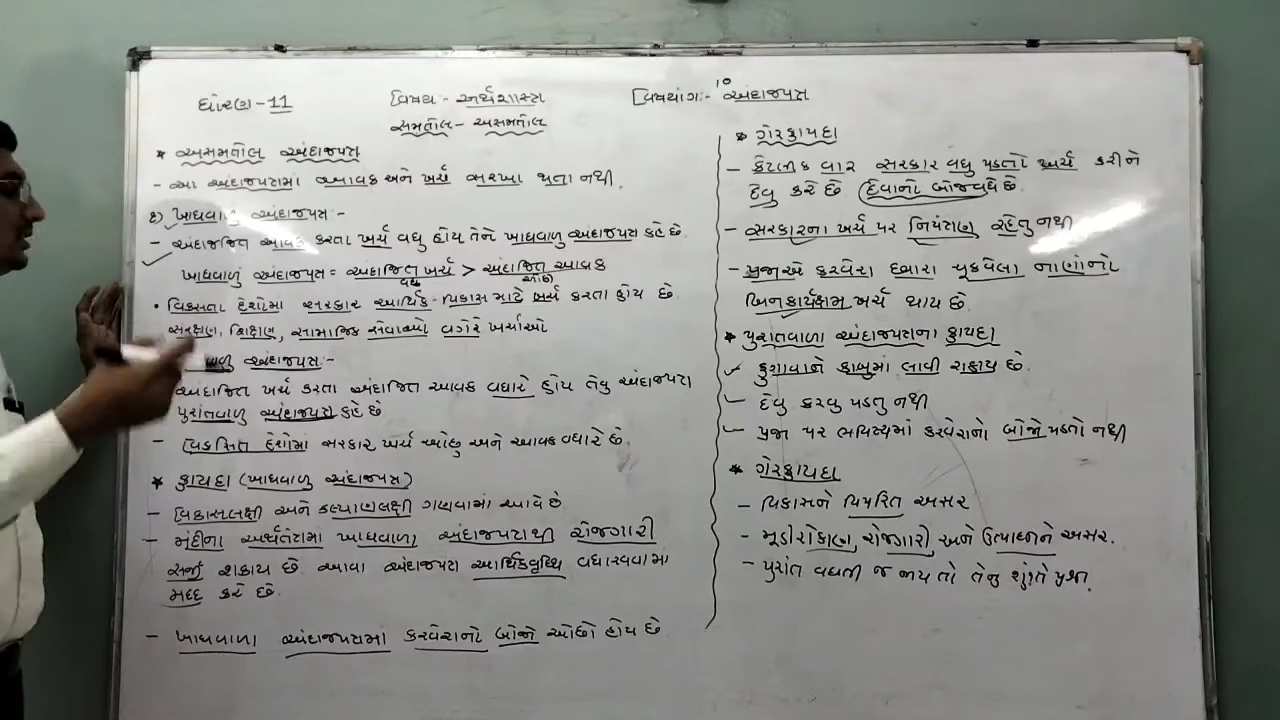 ધોરણ-11 વિષય - અર્થશાસ્ત્ર વિષયાંગ:- 10 અંદાજપત્ર
સમતોલ - અસમતોલ
* અસમતોલ અંદાજપત્ર
- આ અંદાજપત્રમાં આવક અને ખર્ચ સરખા થતા નથી.
ખાધવાળુ અંદાજપત્ર :-
- અંદાજિત આવક કરતા ખર્ચ વધુ હોય તેને ખાધવાળુ અંદાજપત્ર કહે છે.
ખાધવાળું અંદાજપત્ર = અંદાજિત ખર્ચ > અંદાજિત આવક
વધુ ઓછી
• વિકસતા દેશોમા સરકાર આર્થિક વિકાસ માટે ખર્ચ કરતા હોય છે
સંરક્ષણ, શિક્ષણ, સામાજિક સેવાઓ વગેરે ખર્ચાઓ
વાળુ અંદાજપત્ર :-
અંદાજિત ખર્ચ કરતા અંદાજિત આવક વધારે હોય તેવુ અંદાજપત્ર
પુરાંતવાળુ અંદાજપત્ર કહે છે
- વિકસિત દેશોમા સરકાર ખર્ચ ઓછુ અને આવક વધારે છે.
* ફાયદા (ખાધવાળુ અંદાજપત્ર)
- વિકાસલક્ષી અને કલ્યાણલક્ષી ગણવામાં આવે છે
- મંદીના અર્થતંત્રમાં ખાધવાળા અંદાજપત્રથી રોજગારી
સર્જી શકાય છે. આવા અંદાજપત્ર આર્થિકવૃધ્ધિ વધારવામા
મદદ કરે છે.
- ખાધવાળા અંદાજપત્રમાં કરવેરાનો બોજો ઓછો હોય છે
* ગેરફાયદા
- કેટલીક વાર સરકાર વધુ પડતો ખર્ચ કરીને
દેવુ કરે છે દેવાનો બોજ વધે છે.
- સરકારના ખર્ચ પર નિયંત્રણ રહેતુ નથી
- પ્રજાએ કરવેરા દ્વારા ચૂકવેલા નાણાંનો
બિનકાર્યક્ષમ ખર્ચ થાય છે.
* પુરાંતવાળા અંદાજપત્રના ફાયદા
✓ ફુગાવાને કાબુમાં લાવી શકાય છે.
- દેવુ કરવુ પડતુ નથી
- પ્રજા પર ભવિષ્યમાં કરવેરાનો બોજો પડતો નથી
* ગેરફાયદા
- વિકાસને વિપરિત અસર
- મૂડીરોકાણ, રોજગારી, અને ઉત્પાદનને અસર.
- પુરાંત વધતી જ જાય તો તેનુ શું? તે પ્રશ્ન.